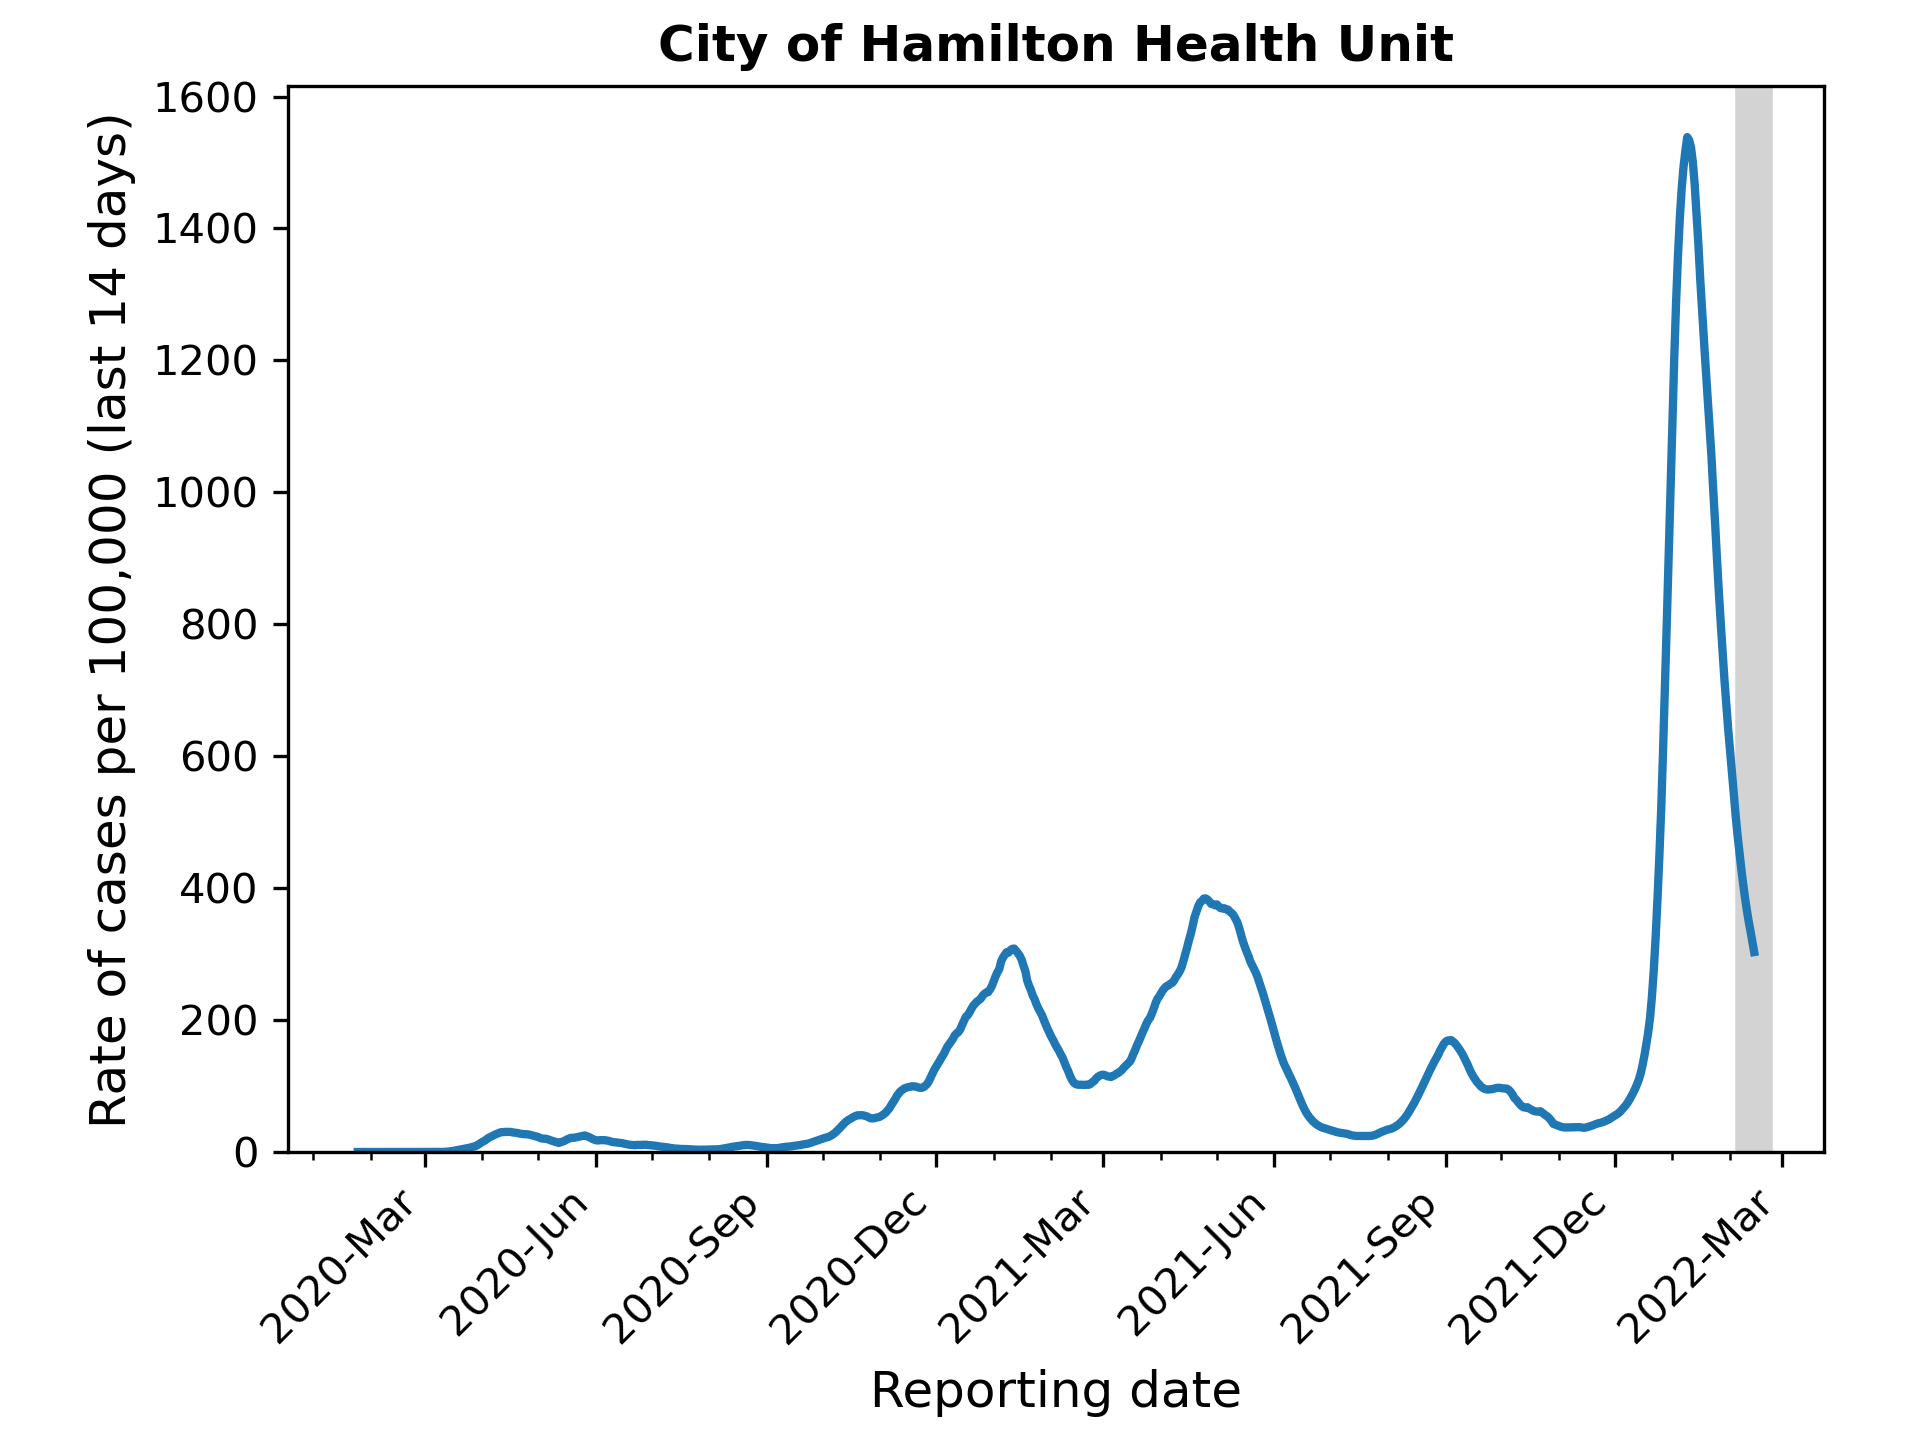 City of Hamilton Health Unit
Rate of cases per 100,000 (last 14 days)
1600
1400
1200
1000
800
600
400
200
0
2020-Mar
2020-Jun
2020-Sep
2020-Dec
2021-Mar
2021-Jun
2021-Sep
2021-Dec
2022-Mar
Reporting date